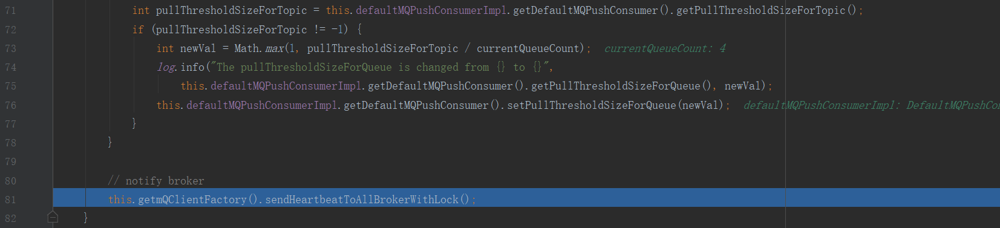 71 int pullThresholdSizeForTopic = this.defaultMQPushConsumerImpl.getDefaultMQPushConsumer().getPullThresholdSizeForTopic();
72 if (pullThresholdSizeForTopic != -1) {
73 int newVal = Math.max(1, pullThresholdSizeForTopic / currentQueueCount); currentQueueCount: 4
74 log.info("The pullThresholdSizeForQueue is changed from {} to {}",
75 this.defaultMQPushConsumerImpl.getDefaultMQPushConsumer().getPullThresholdSizeForQueue(), newVal);
76 this.defaultMQPushConsumerImpl.getDefaultMQPushConsumer().setPullThresholdSizeForQueue(newVal); defaultMQPushConsumerImpl: DefaultMQPushCon
77 }
78 }
79
80 // notify broker
81 this.getmQClientFactory().sendHeartbeatToAllBrokerWithLock();
82 }